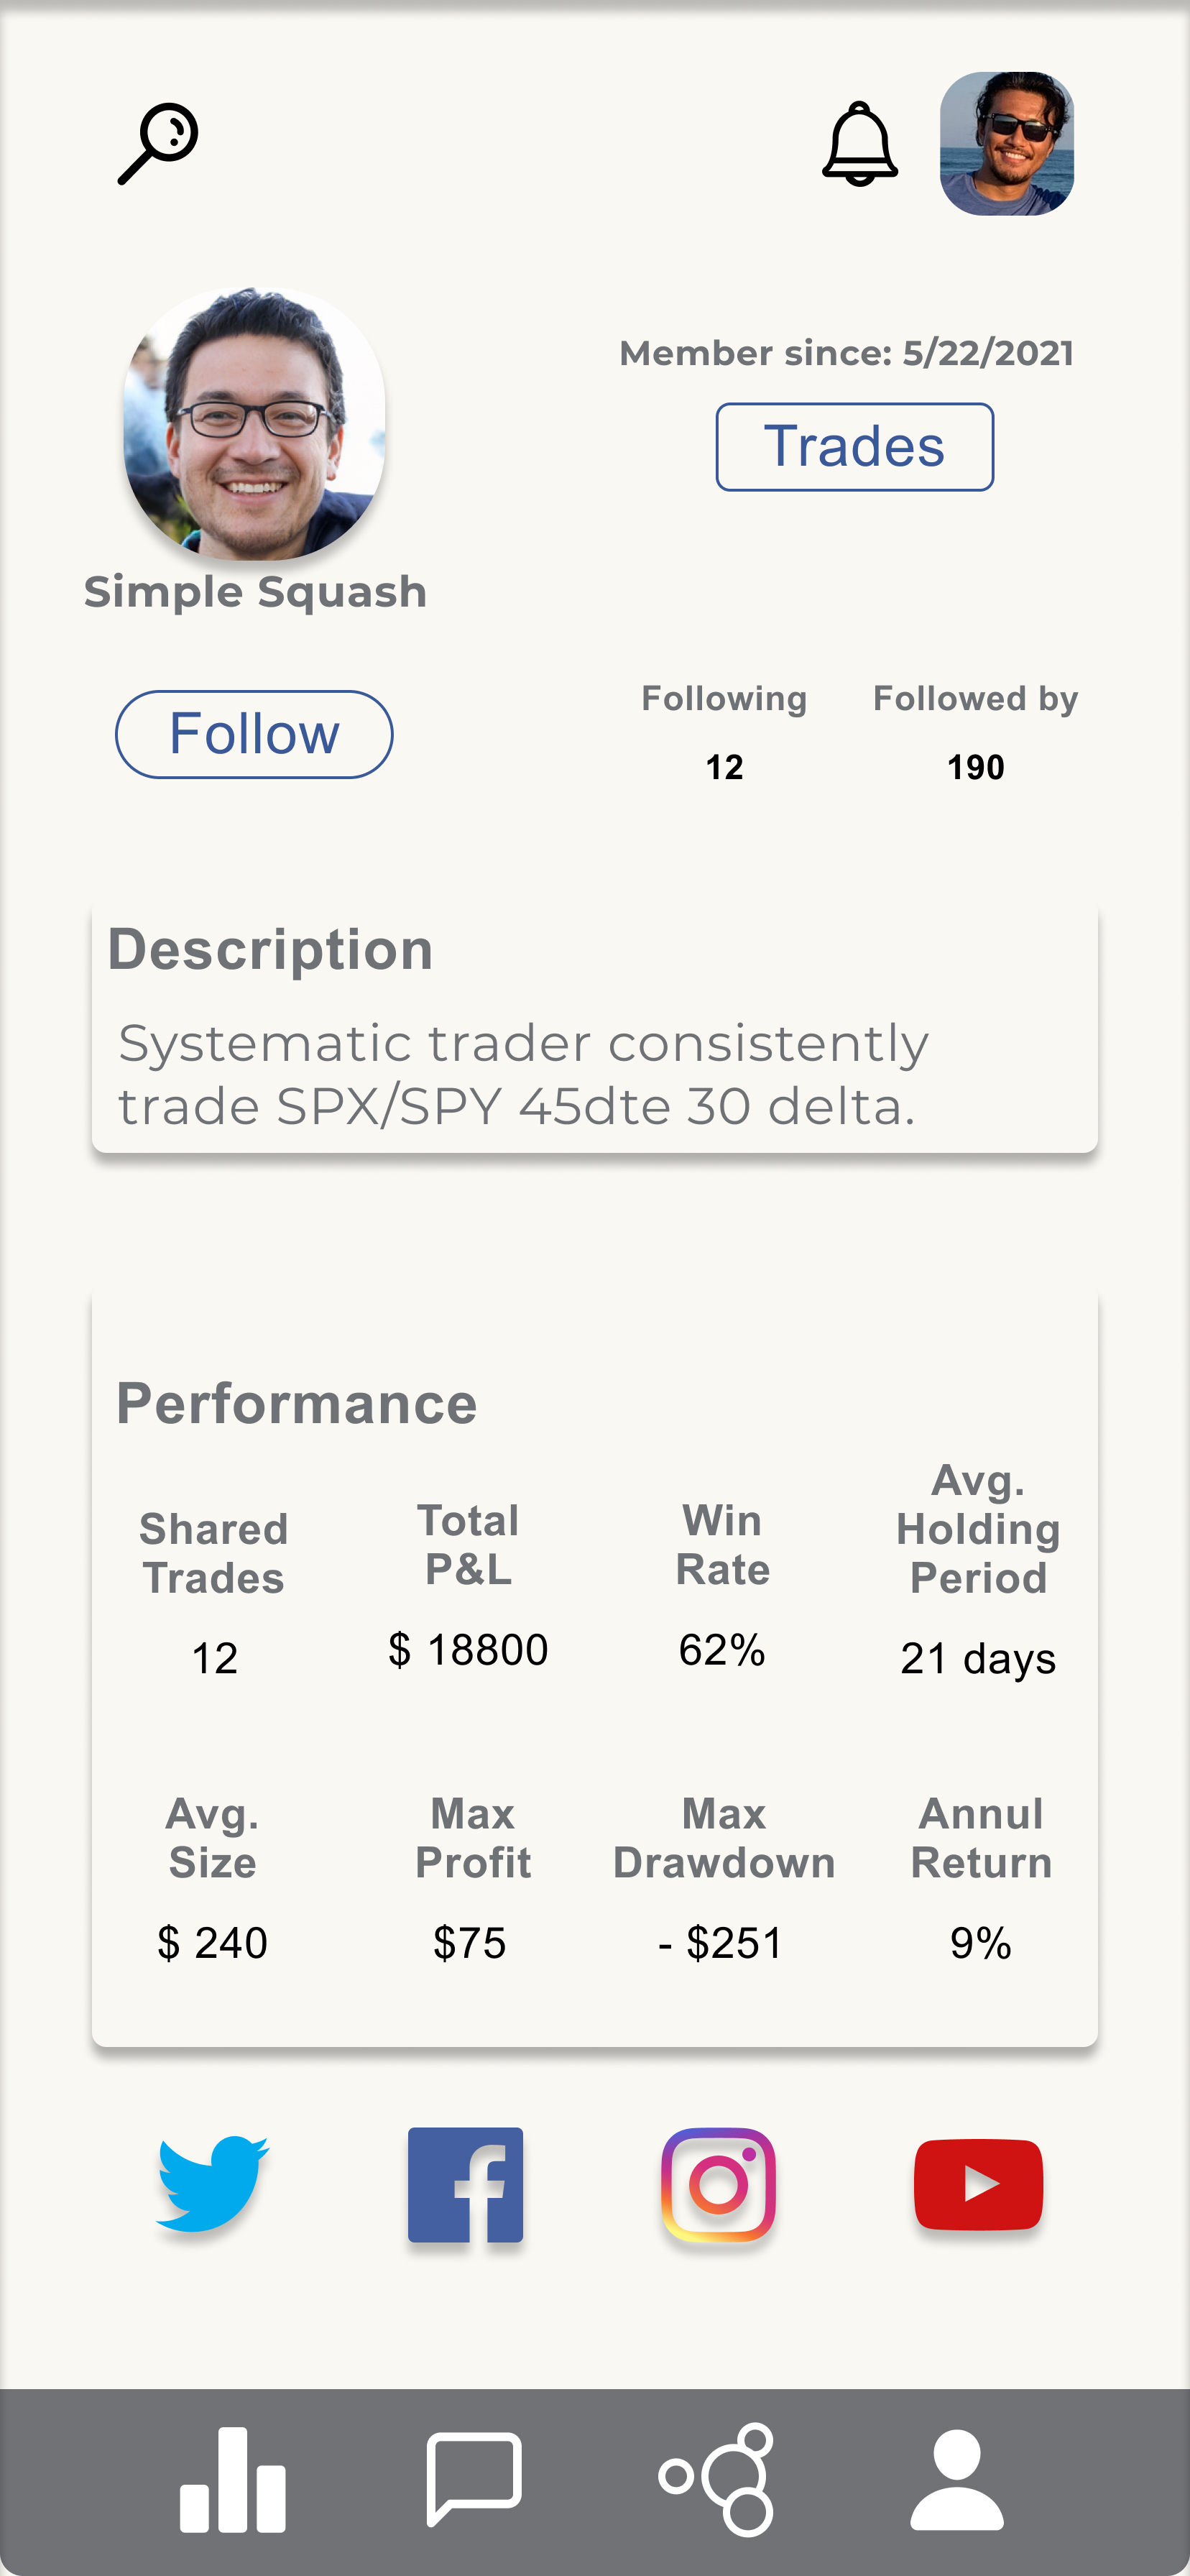 Member since: 5/22/2021
Trades
Simple Squash
Follow
Following
Followed by
12
190
Description
Systematic trader consistently
trade SPX/SPY 45dte 30 delta.
Performance
Shared
Trades
12
Total
P&L
$ 18800
Win
Rate
62%
Avg.
Holding
Period
21 days
Avg.
Size
$ 240
Max
Profit
$75
Max
Drawdown
- $251
Annul
Return
9%